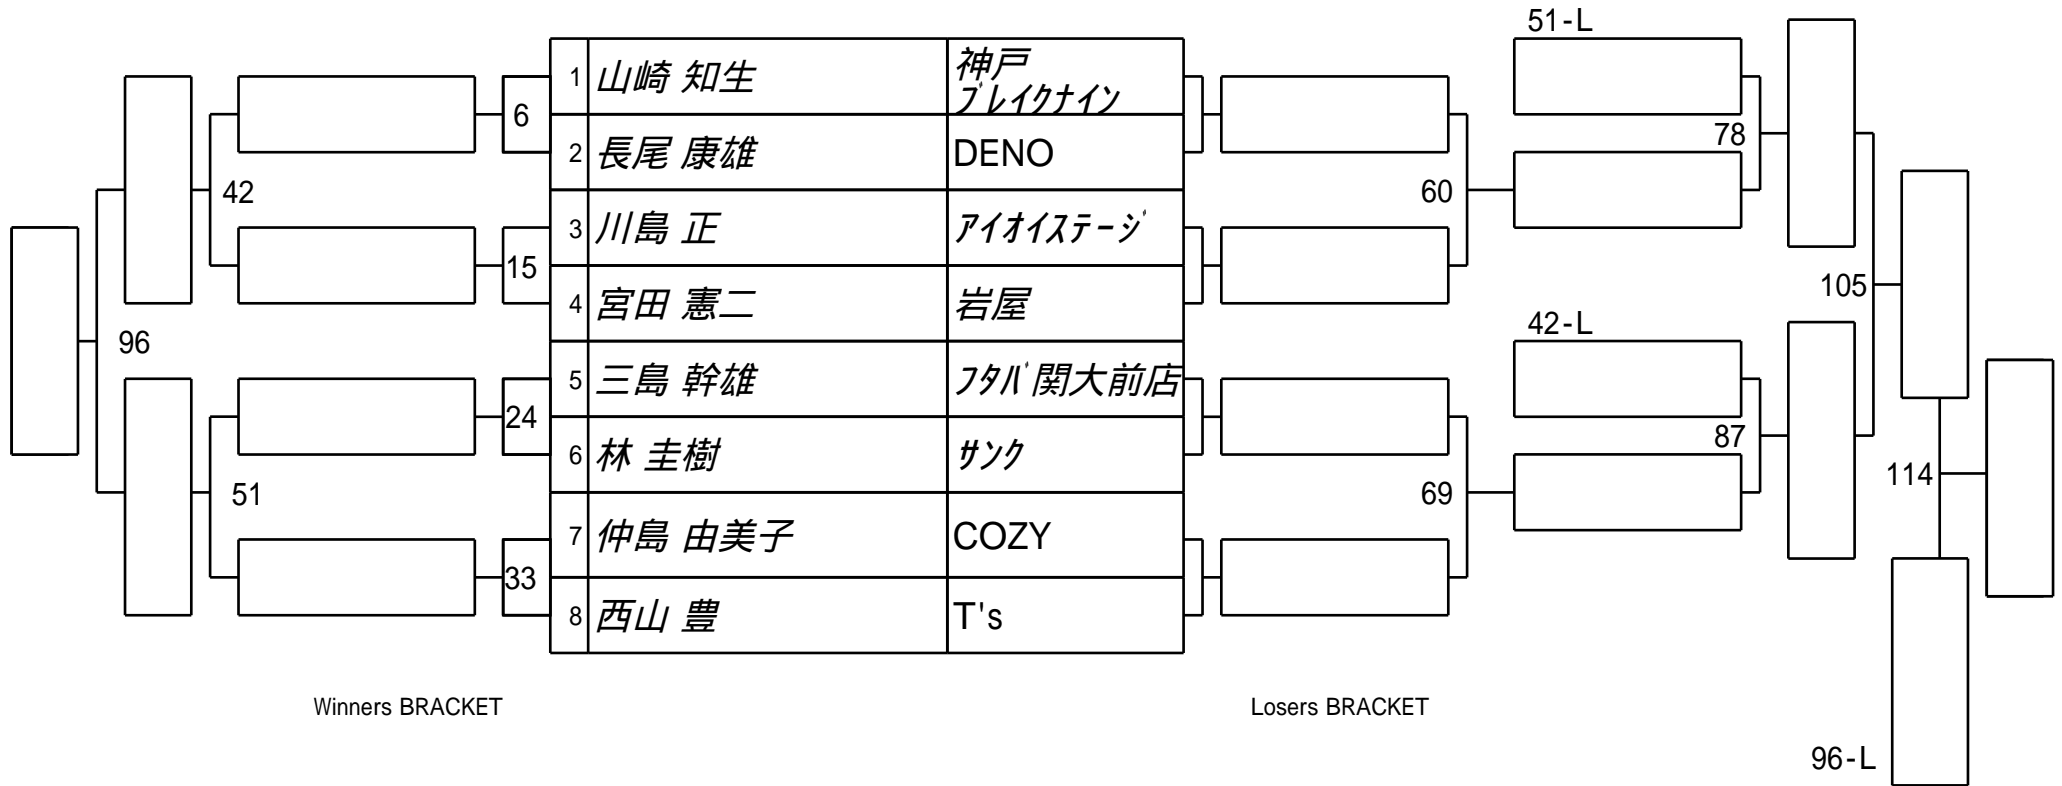 51-L
1 山崎 知生 神戸
ﾌﾞﾚｲｸﾅｲﾝ
6
78
2 長尾 康雄 DENO
42
60
3 川島 正 ｱｲｵｲｽﾃｰｼﾞ
15
105
4 宮田 憲二 岩屋
42-L
96
5 三島 幹雄 ﾌﾀﾊﾞ関大前店
24
87
6 林 圭樹 ｻﾝｸ
114
51
69
7 仲島 由美子 COZY
33
8 西山 豊 T's
Winners BRACKET
Losers BRACKET
96-L